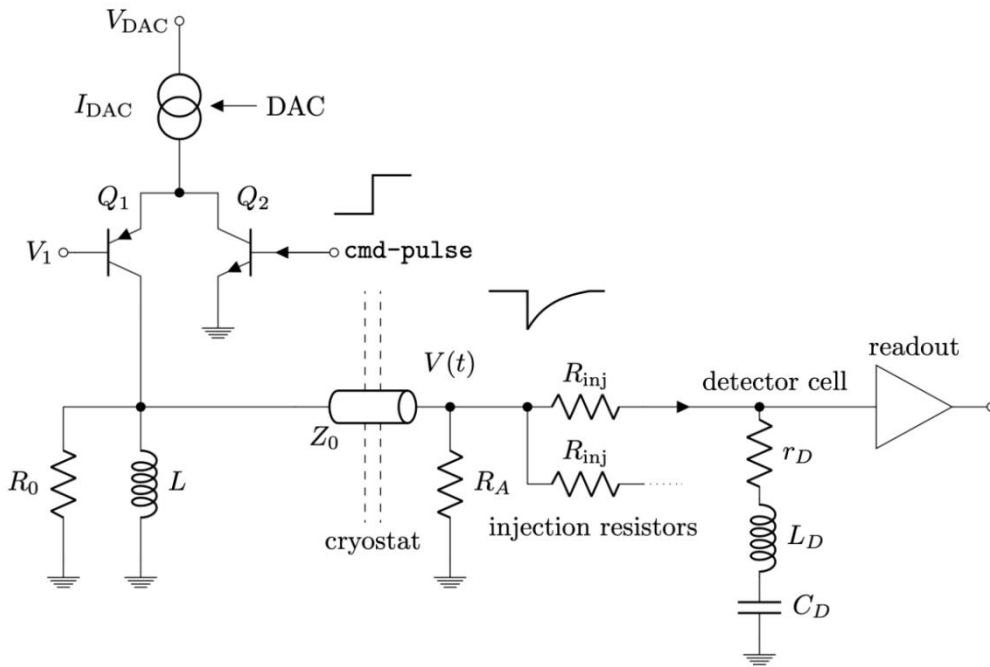 V_DAC
I_DAC
DAC
Q_1
Q_2
V_1
cmd-pulse
V(t)
R_inj
detector cell
readout
Z_0
R_inj
r_D
R_0
L
R_A
cryostat
injection resistors
L_D
C_D